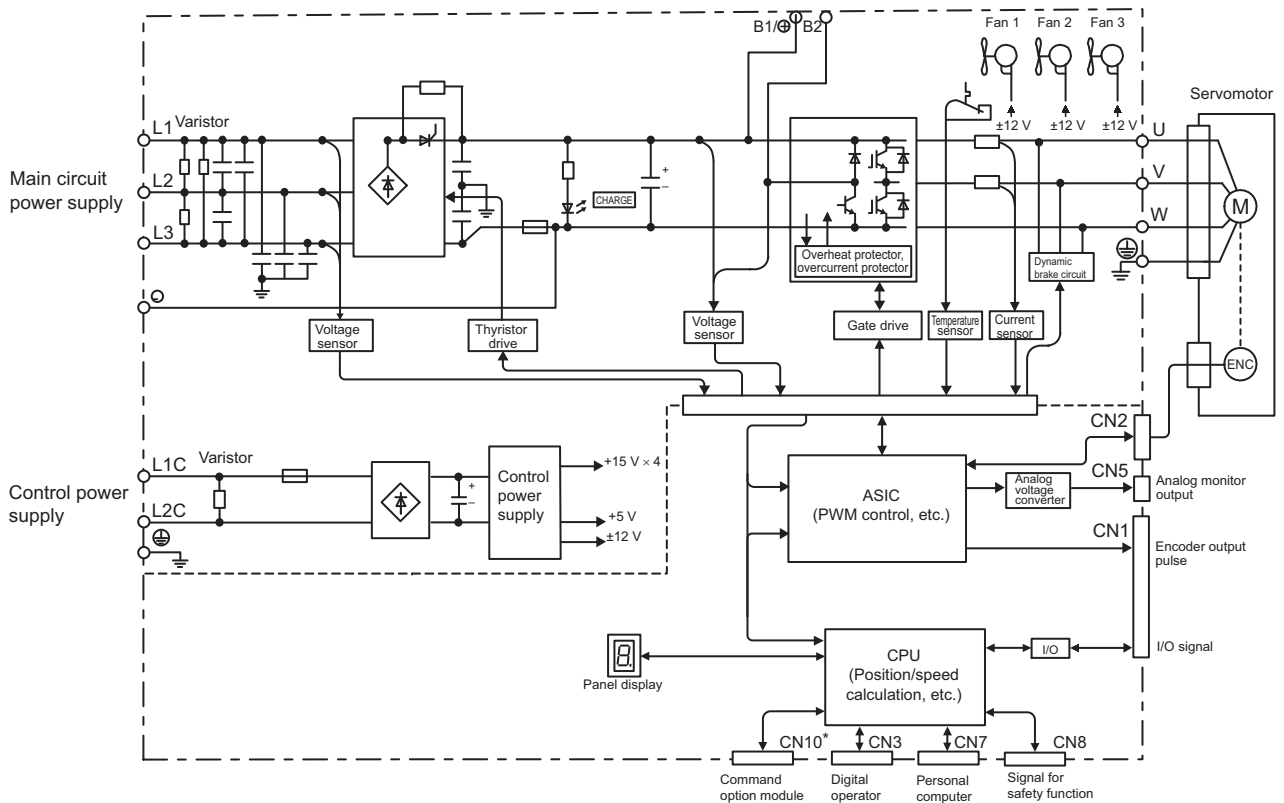 B1/⊕ B2
Fan 1 Fan 2 Fan 3
±12 V ±12 V ±12 V
Servomotor
L1 Varistor
L2
L3
Main circuit
power supply
⊖
+
–
CHARGE
Overheat protector,
overcurrent protector
U
V
W
M
ENC
Dynamic
brake circuit
Voltage
sensor
Thyristor
drive
Voltage
sensor
Gate drive
Temperature
sensor
Current
sensor
L1C Varistor
L2C
Control power
supply
+
–
Control
power
supply
+15 V × 4
+5 V
±12 V
ASIC
(PWM control, etc.)
Analog
voltage
converter
CN2
CN5
Analog monitor
output
CN1
Encoder output
pulse
I/O
I/O signal
8.
Panel display
CPU
(Position/speed
calculation, etc.)
CN10* CN3 CN7 CN8
Command
option module
Digital
operator
Personal
computer
Signal for
safety function